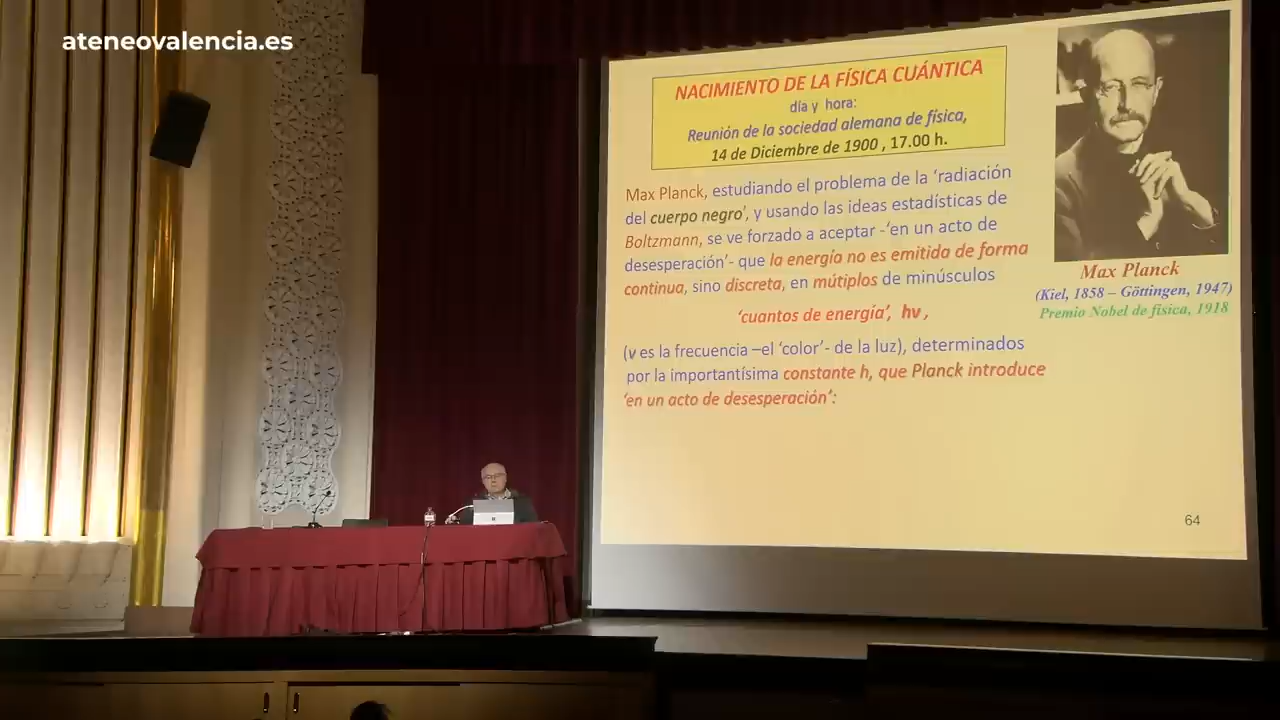 ateneovalencia.es
NACIMIENTO DE LA FÍSICA CUÁNTICA
día y hora:
Reunión de la sociedad alemana de física,
14 de Diciembre de 1900 , 17.00 h.
Max Planck, estudiando el problema de la ‘radiación
del cuerpo negro’, y usando las ideas estadísticas de
Boltzmann, se ve forzado a aceptar -‘en un acto de
desesperación’- que la energía no es emitida de forma
continua, sino discreta, en mútiplos de minúsculos
‘cuantos de energía’, hν ,
(ν es la frecuencia –el ‘color’- de la luz), determinados
por la importantísima constante h, que Planck introduce
‘en un acto de desesperación’:
Max Planck
(Kiel, 1858 – Göttingen, 1947)
Premio Nobel de física, 1918
64